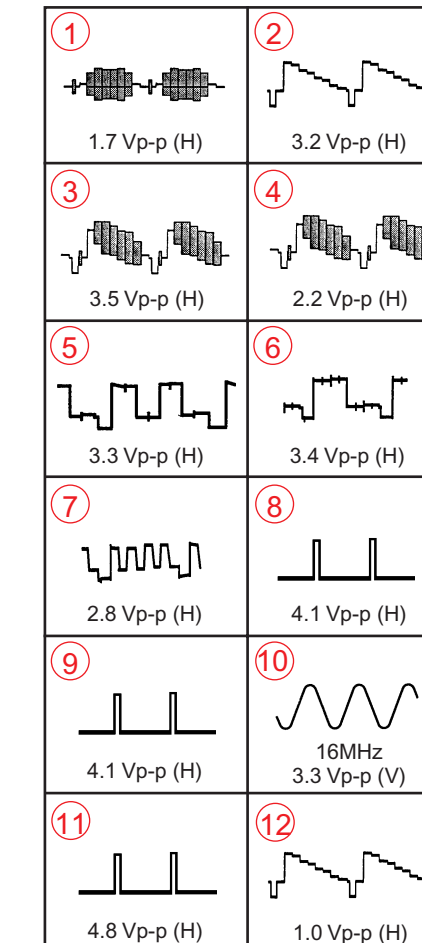 1
2
1.7 Vp-p (H)
3.2 Vp-p (H)
3
4
3.5 Vp-p (H)
2.2 Vp-p (H)
5
6
3.3 Vp-p (H)
3.4 Vp-p (H)
7
8
2.8 Vp-p (H)
4.1 Vp-p (H)
9
10
4.1 Vp-p (H)
16MHz
3.3 Vp-p (V)
11
12
4.8 Vp-p (H)
1.0 Vp-p (H)